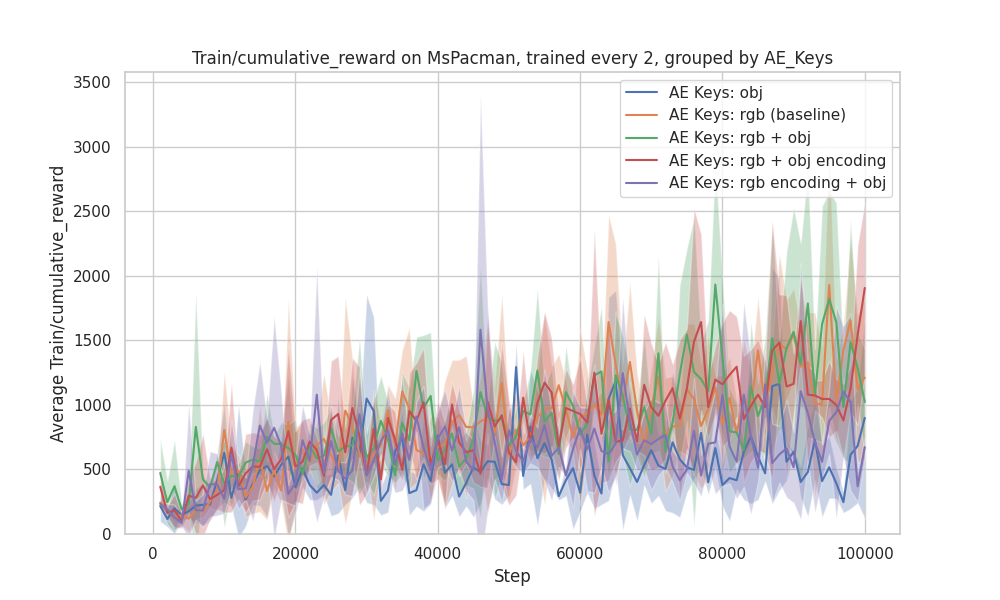 Train/cumulative_reward on MsPacman, trained every 2, grouped by AE_Keys
3500
3000
2500
2000
1500
1000
500
0
Average Train/cumulative_reward
AE Keys: obj
AE Keys: rgb (baseline)
AE Keys: rgb + obj
AE Keys: rgb + obj encoding
AE Keys: rgb encoding + obj
0
20000
40000
60000
80000
100000
Step